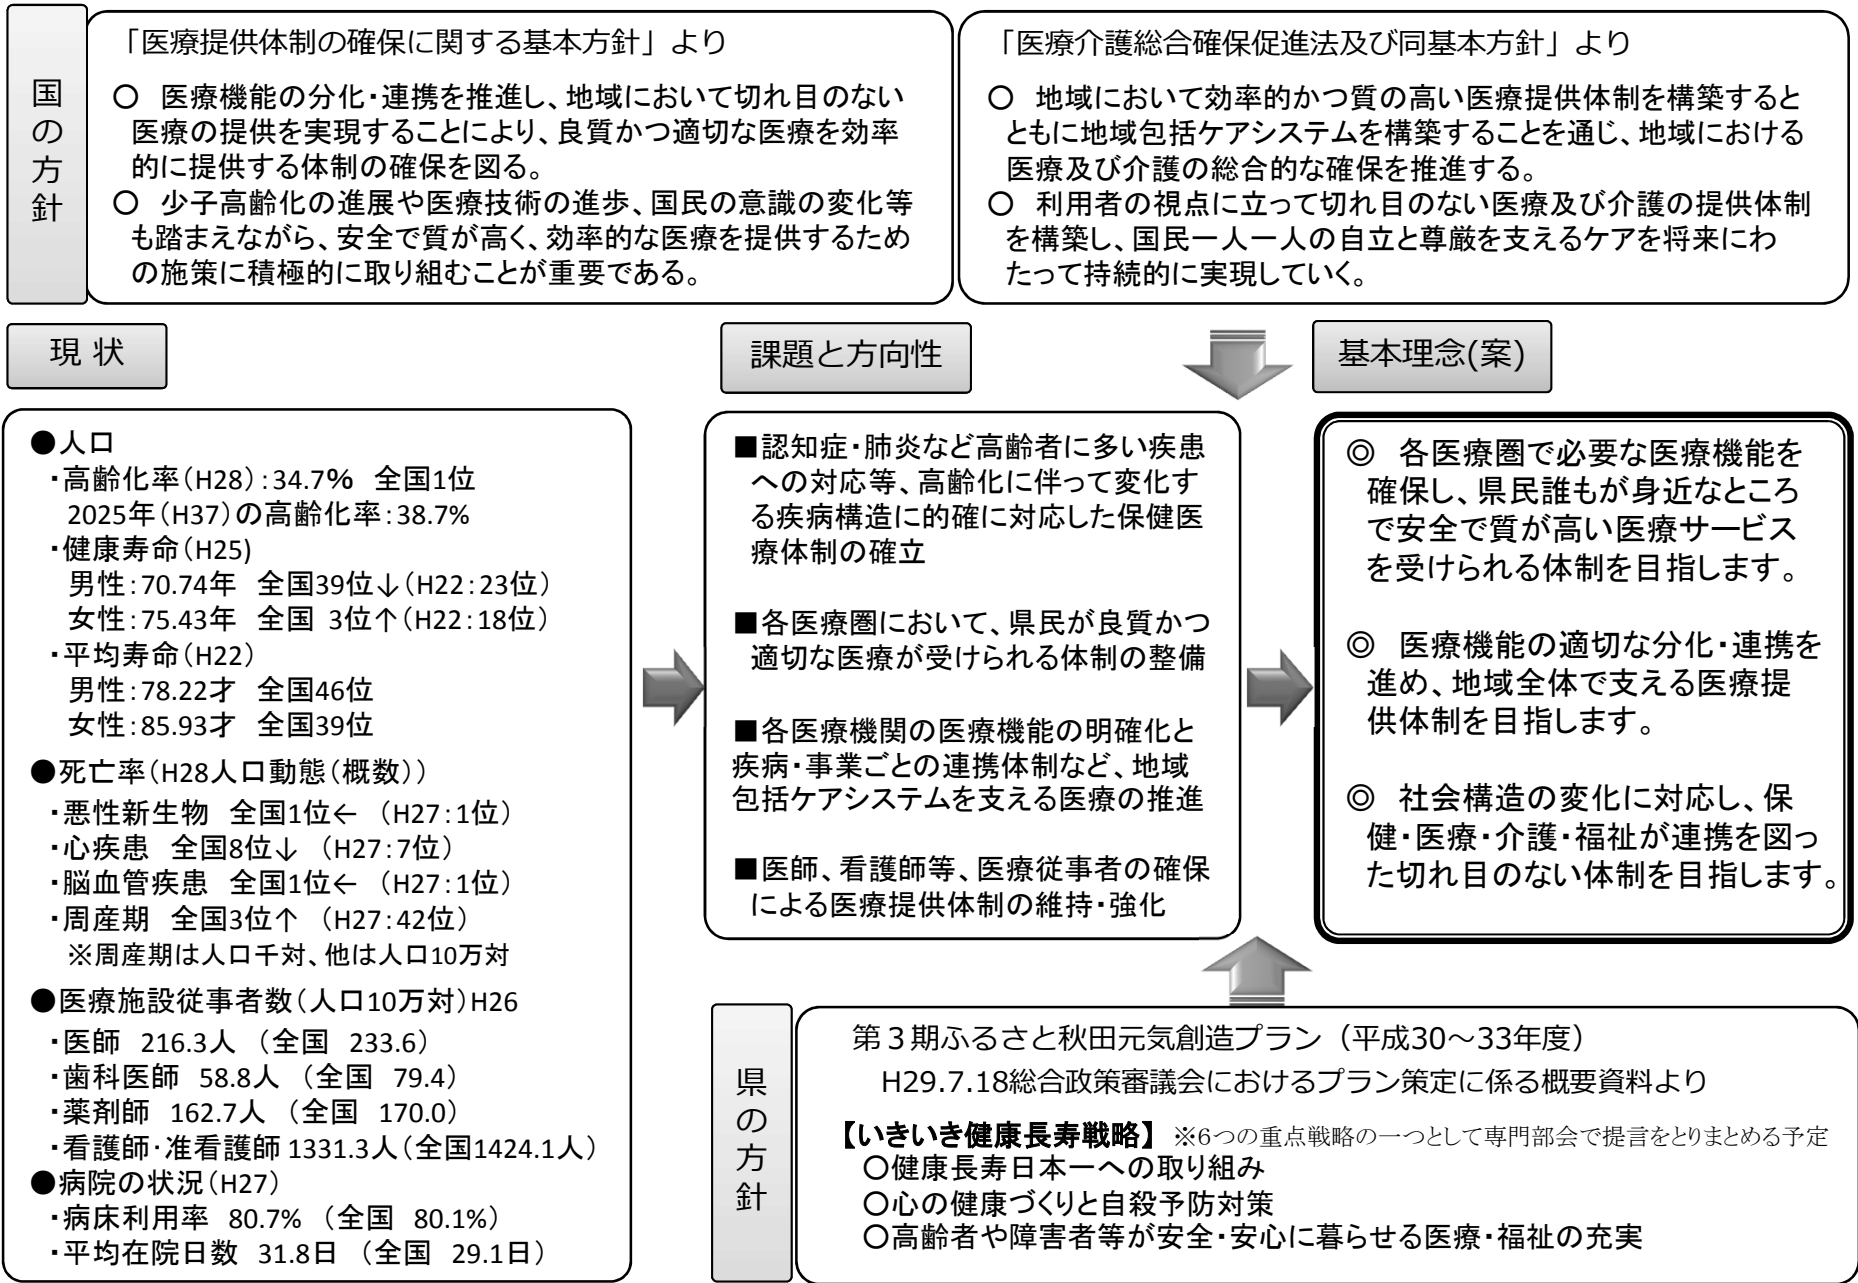 国の方針
「医療提供体制の確保に関する基本方針」より
○ 医療機能の分化・連携を推進し、地域において切れ目のない
医療の提供を実現することにより、良質かつ適切な医療を効率
的に提供する体制の確保を図る。
○ 少子高齢化の進展や医療技術の進歩、国民の意識の変化等
も踏まえながら、安全で質が高く、効率的な医療を提供するため
の施策に積極的に取り組むことが重要である。
「医療介護総合確保促進法及び同基本方針」より
○ 地域において効率的かつ質の高い医療提供体制を構築すると
ともに地域包括ケアシステムを構築することを通じ、地域における
医療及び介護の総合的な確保を推進する。
○ 利用者の視点に立って切れ目のない医療及び介護の提供体制
を構築し、国民一人一人の自立と尊厳を支えるケアを将来にわ
たって持続的に実現していく。
現 状
●人口
・高齢化率(H28):34.7% 全国1位
2025年(H37)の高齢化率:38.7%
・健康寿命(H25)
男性:70.74年 全国39位↓(H22:23位)
女性:75.43年 全国 3位↑(H22:18位)
・平均寿命(H22)
男性:78.22才 全国46位
女性:85.93才 全国39位
●死亡率(H28人口動態(概数))
・悪性新生物 全国1位← (H27:1位)
・心疾患 全国8位↓ (H27:7位)
・脳血管疾患 全国1位← (H27:1位)
・周産期 全国3位↑ (H27:42位)
※周産期は人口千対、他は人口10万対
●医療施設従事者数(人口10万対)H26
・医師 216.3人 (全国 233.6)
・歯科医師 58.8人 (全国 79.4)
・薬剤師 162.7人 (全国 170.0)
・看護師・准看護師 1331.3人(全国1424.1人)
●病院の状況(H27)
・病床利用率 80.7% (全国 80.1%)
・平均在院日数 31.8日 (全国 29.1日)
課題と方向性
■認知症・肺炎など高齢者に多い疾患
への対応等、高齢化に伴って変化す
る疾病構造に的確に対応した保健医
療体制の確立
■各医療圏において、県民が良質かつ
適切な医療が受けられる体制の整備
■各医療機関の医療機能の明確化と
疾病・事業ごとの連携体制など、地域
包括ケアシステムを支える医療の推進
■医師、看護師等、医療従事者の確保
による医療提供体制の維持・強化
基本理念(案)
◎ 各医療圏で必要な医療機能を
確保し、県民誰もが身近なところ
で安全で質が高い医療サービス
を受けられる体制を目指します。
◎ 医療機能の適切な分化・連携を
進め、地域全体で支える医療提
供体制を目指します。
◎ 社会構造の変化に対応し、保
健・医療・介護・福祉が連携を図っ
た切れ目のない体制を目指します。
県の方針
第3期ふるさと秋田元気創造プラン（平成30～33年度）
H29.7.18総合政策審議会におけるプラン策定に係る概要資料より
【いきいき健康長寿戦略】 ※6つの重点戦略の一つとして専門部会で提言をとりまとめる予定
○健康長寿日本一への取り組み
○心の健康づくりと自殺予防対策
○高齢者や障害者等が安全・安心に暮らせる医療・福祉の充実